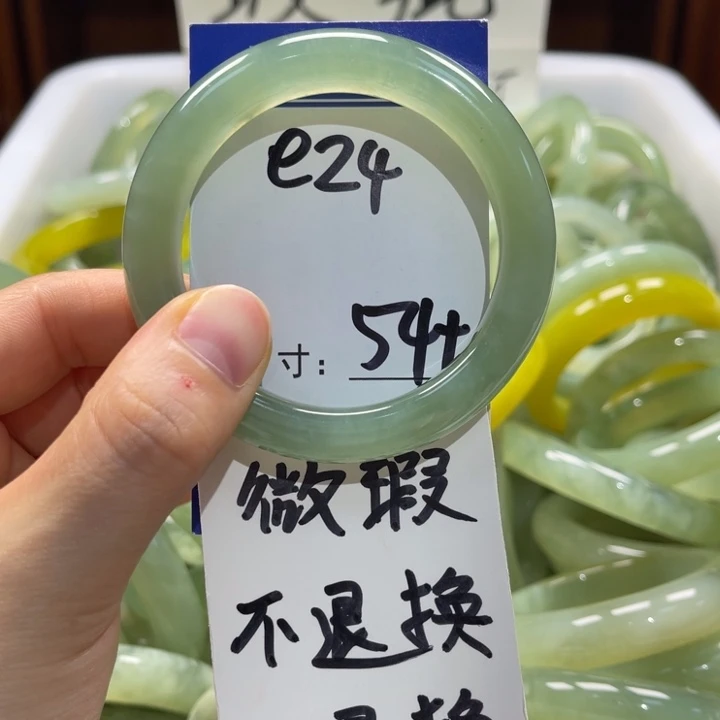 e24
寸: 54+
微瑕
不退换